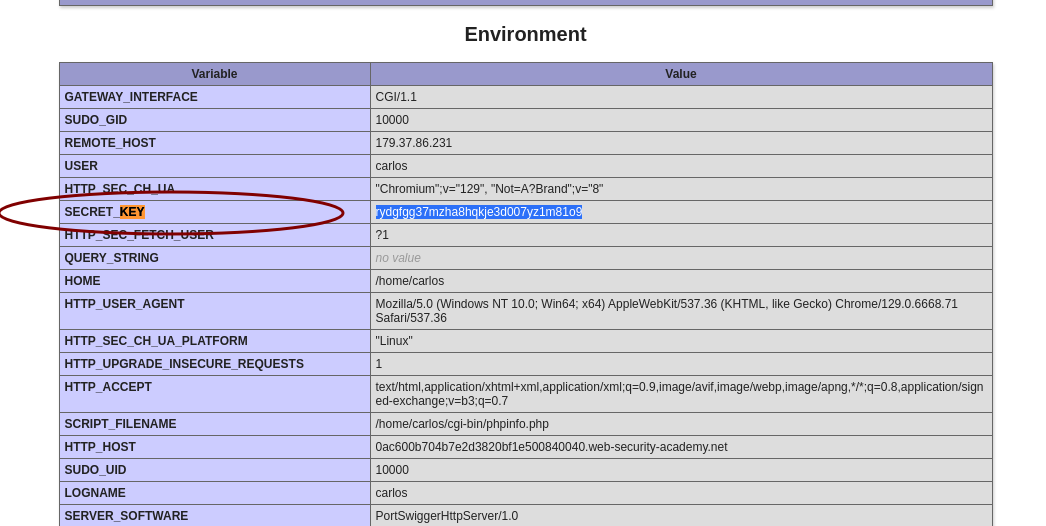 Environment
Variable Value
GATEWAY_INTERFACE CGI/1.1
SUDO_GID 10000
REMOTE_HOST 179.37.86.231
USER carlos
HTTP_SEC_CH_UA "Chromium";v="129", "Not=A?Brand";v="8"
SECRET_KEY rydgfgg37mzha8hqkje3d007yz1m81o9
HTTP_SEC_FETCH_USER ?1
QUERY_STRING no value
HOME /home/carlos
HTTP_USER_AGENT Mozilla/5.0 (Windows NT 10.0; Win64; x64) AppleWebKit/537.36 (KHTML, like Gecko) Chrome/129.0.6668.71
Safari/537.36
HTTP_SEC_CH_UA_PLATFORM "Linux"
HTTP_UPGRADE_INSECURE_REQUESTS 1
HTTP_ACCEPT text/html,application/xhtml+xml,application/xml;q=0.9,image/avif,image/webp,image/apng,*/*;q=0.8,application/sign
ed-exchange;v=b3;q=0.7
SCRIPT_FILENAME /home/carlos/cgi-bin/phpinfo.php
HTTP_HOST 0ac600b704b7e2d3820bf1e500840040.web-security-academy.net
SUDO_UID 10000
LOGNAME carlos
SERVER_SOFTWARE PortSwiggerHttpServer/1.0